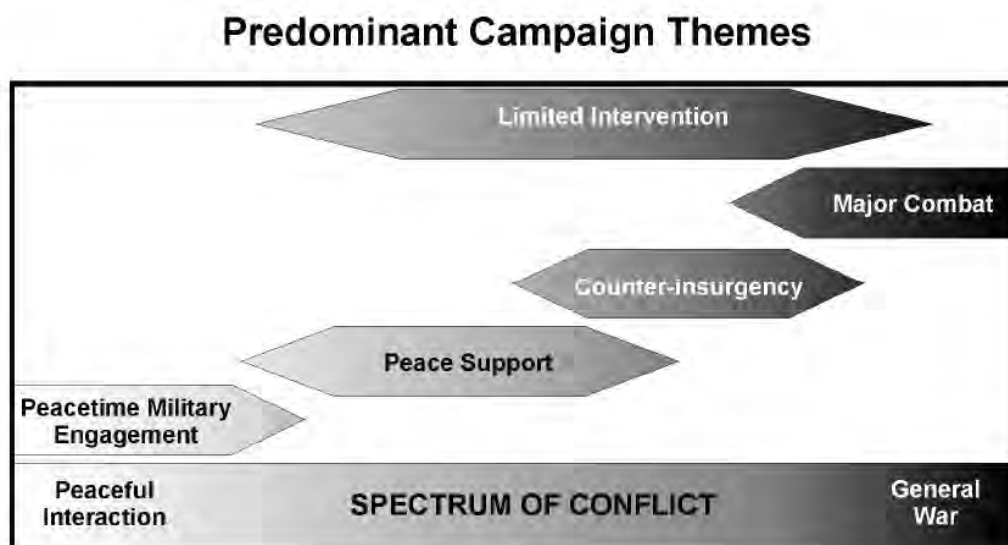 Predominant Campaign Themes
Limited Intervention
Major Combat
Counter-insurgency
Peace Support
Peacetime Military
Engagement
Peaceful
Interaction
SPECTRUM OF CONFLICT
General
War